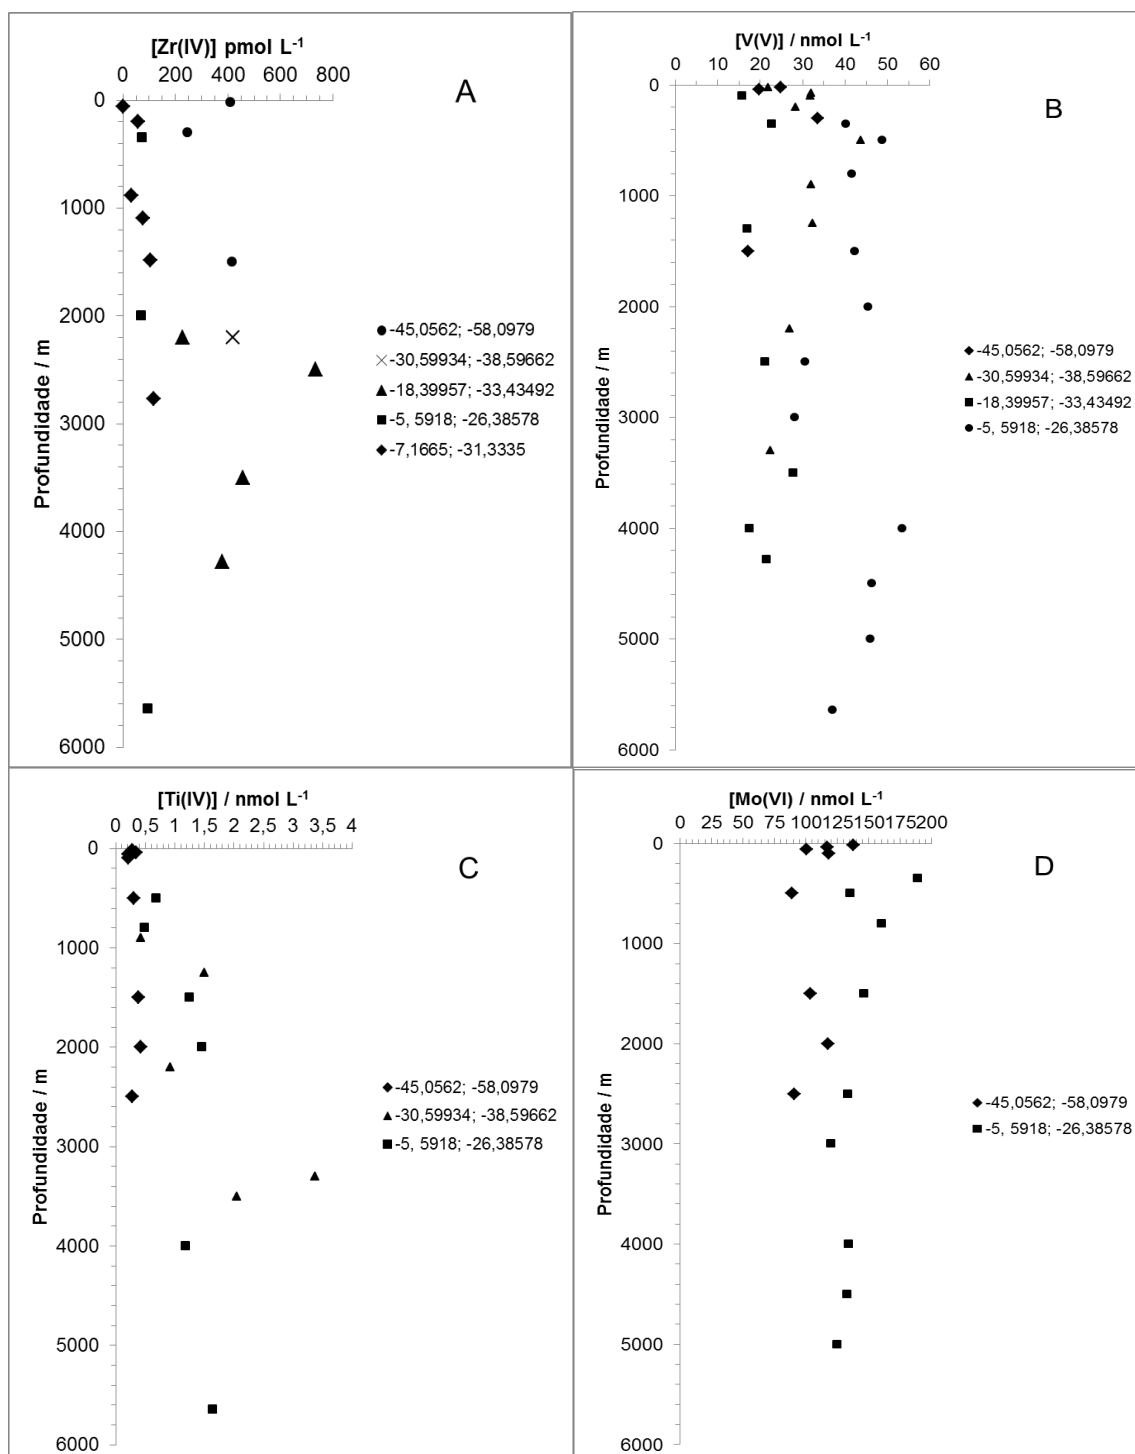 [Zr(IV)] pmol L-1
0 200 400 600 800
A
0
1000
2000
3000
4000
5000
6000
Profundidade / m
-45,0562; -58,0979
-30,59934; -38,59662
-18,39957; -33,43492
-5, 5918; -26,38578
-7,1665; -31,3335
[V(V)] / nmol L-1
0 10 20 30 40 50 60
B
0
1000
2000
3000
4000
5000
6000
Profundidade / m
-45,0562; -58,0979
-30,59934; -38,59662
-18,39957; -33,43492
-5, 5918; -26,38578
[Ti(IV)] / nmol L-1
0 0,5 1 1,5 2 2,5 3 3,5 4
C
0
1000
2000
3000
4000
5000
6000
Profundidade / m
-45,0562; -58,0979
-30,59934; -38,59662
-5, 5918; -26,38578
[Mo(VI) / nmol L-1
0 25 50 75 100 125 150 175 200
D
0
1000
2000
3000
4000
5000
6000
Profundidade / m
-45,0562; -58,0979
-5, 5918; -26,38578